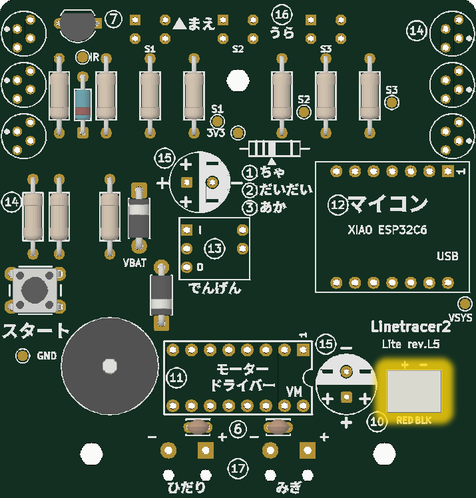 ⑦
▲まえ
⑯
うら
⑭
S1
S2
S3
S1
3V3
S2
S3
⑮
+
+
①ちゃ
②だいだい
③あか
⑫マイコン
1
XIAO ESP32C6
USB
⑭
I
⑬
O
でんげん
VBAT
VSYS
スタート
GND
Linetracer2
Lite rev.L5
1
⑪
モーター
ドライバー
VM
⑮
−
+
+
+ −
⑩
RED BLK
⑥
− +
− +
⑰
ひだり
みぎ